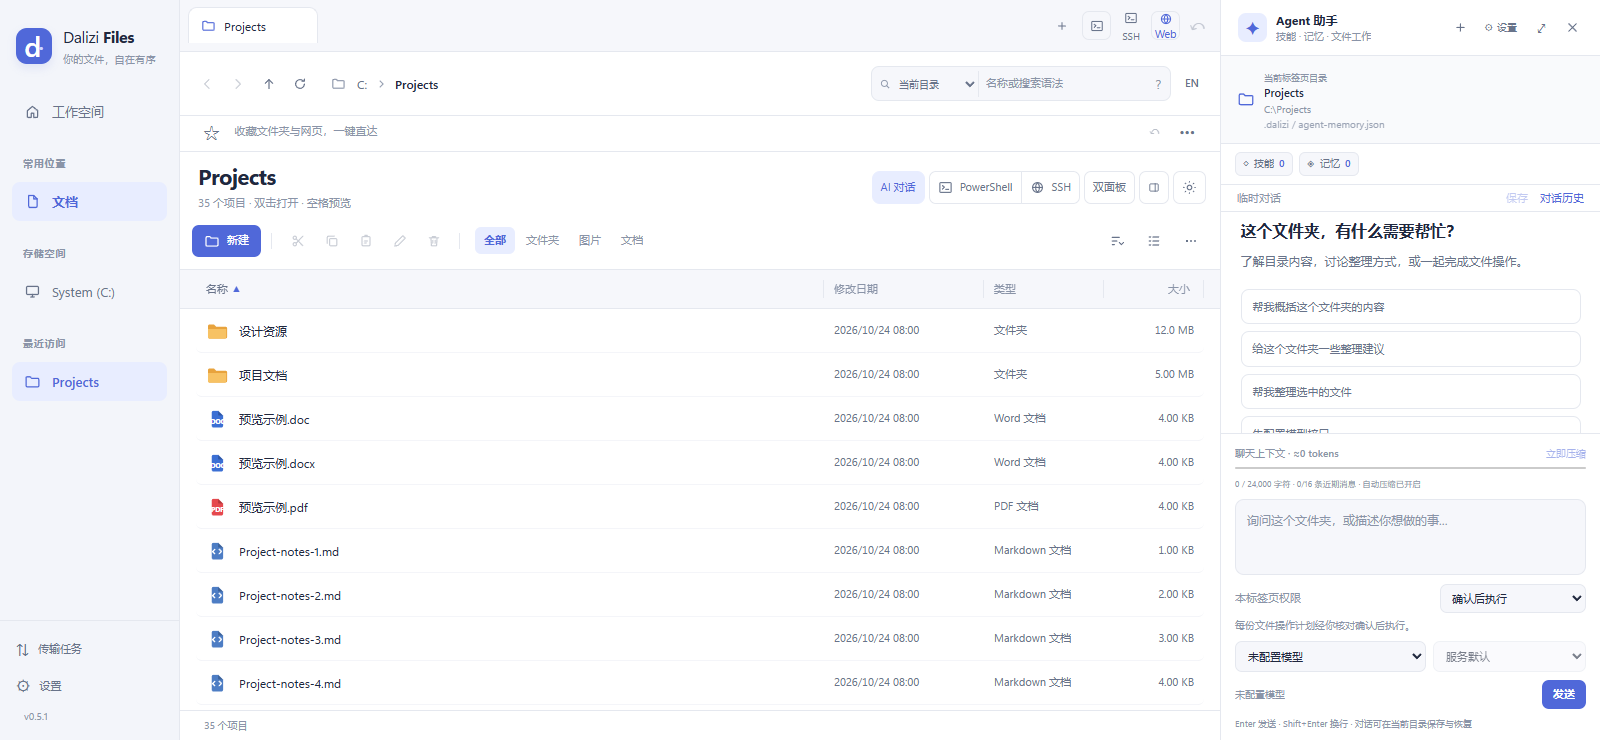 Dalizi Files
你的文件，自在有序
工作空间
常用位置
文档
存储空间
System (C:)
最近访问
Projects
传输任务
设置
v0.5.1
Projects
SSH
Web
C:
Projects
当前目录
名称或搜索语法
?
EN
收藏文件夹与网页，一键直达
Projects
35 个项目 · 双击打开 · 空格预览
AI 对话
PowerShell
SSH
双面板
新建
全部
文件夹
图片
文档
名称
修改日期
类型
大小
设计资源 2026/10/24 08:00 文件夹 12.0 MB
项目文档 2026/10/24 08:00 文件夹 5.00 MB
预览示例.doc 2026/10/24 08:00 Word 文档 4.00 KB
预览示例.docx 2026/10/24 08:00 Word 文档 4.00 KB
预览示例.pdf 2026/10/24 08:00 PDF 文档 4.00 KB
Project-notes-1.md 2026/10/24 08:00 Markdown 文档 1.00 KB
Project-notes-2.md 2026/10/24 08:00 Markdown 文档 2.00 KB
Project-notes-3.md 2026/10/24 08:00 Markdown 文档 3.00 KB
Project-notes-4.md 2026/10/24 08:00 Markdown 文档 4.00 KB
35 个项目
Agent 助手
技能 · 记忆 · 文件工作
设置
当前标签页目录
Projects
C:\Projects
.dalizi / agent-memory.json
技能 0
记忆 0
临时对话
保存
对话历史
这个文件夹，有什么需要帮忙？
了解目录内容，讨论整理方式，或一起完成文件操作。
帮我概括这个文件夹的内容
给这个文件夹一些整理建议
帮我整理选中的文件
聊天上下文 · ≈0 tokens
立即压缩
0 / 24,000 字符 · 0/16 条近期消息 · 自动压缩已开启
询问这个文件夹，或描述你想做的事...
本标签页权限
确认后执行
每份文件操作计划经你核对确认后执行。
未配置模型
服务默认
未配置模型
发送
Enter 发送 · Shift+Enter 换行 · 对话可在当前目录保存与恢复